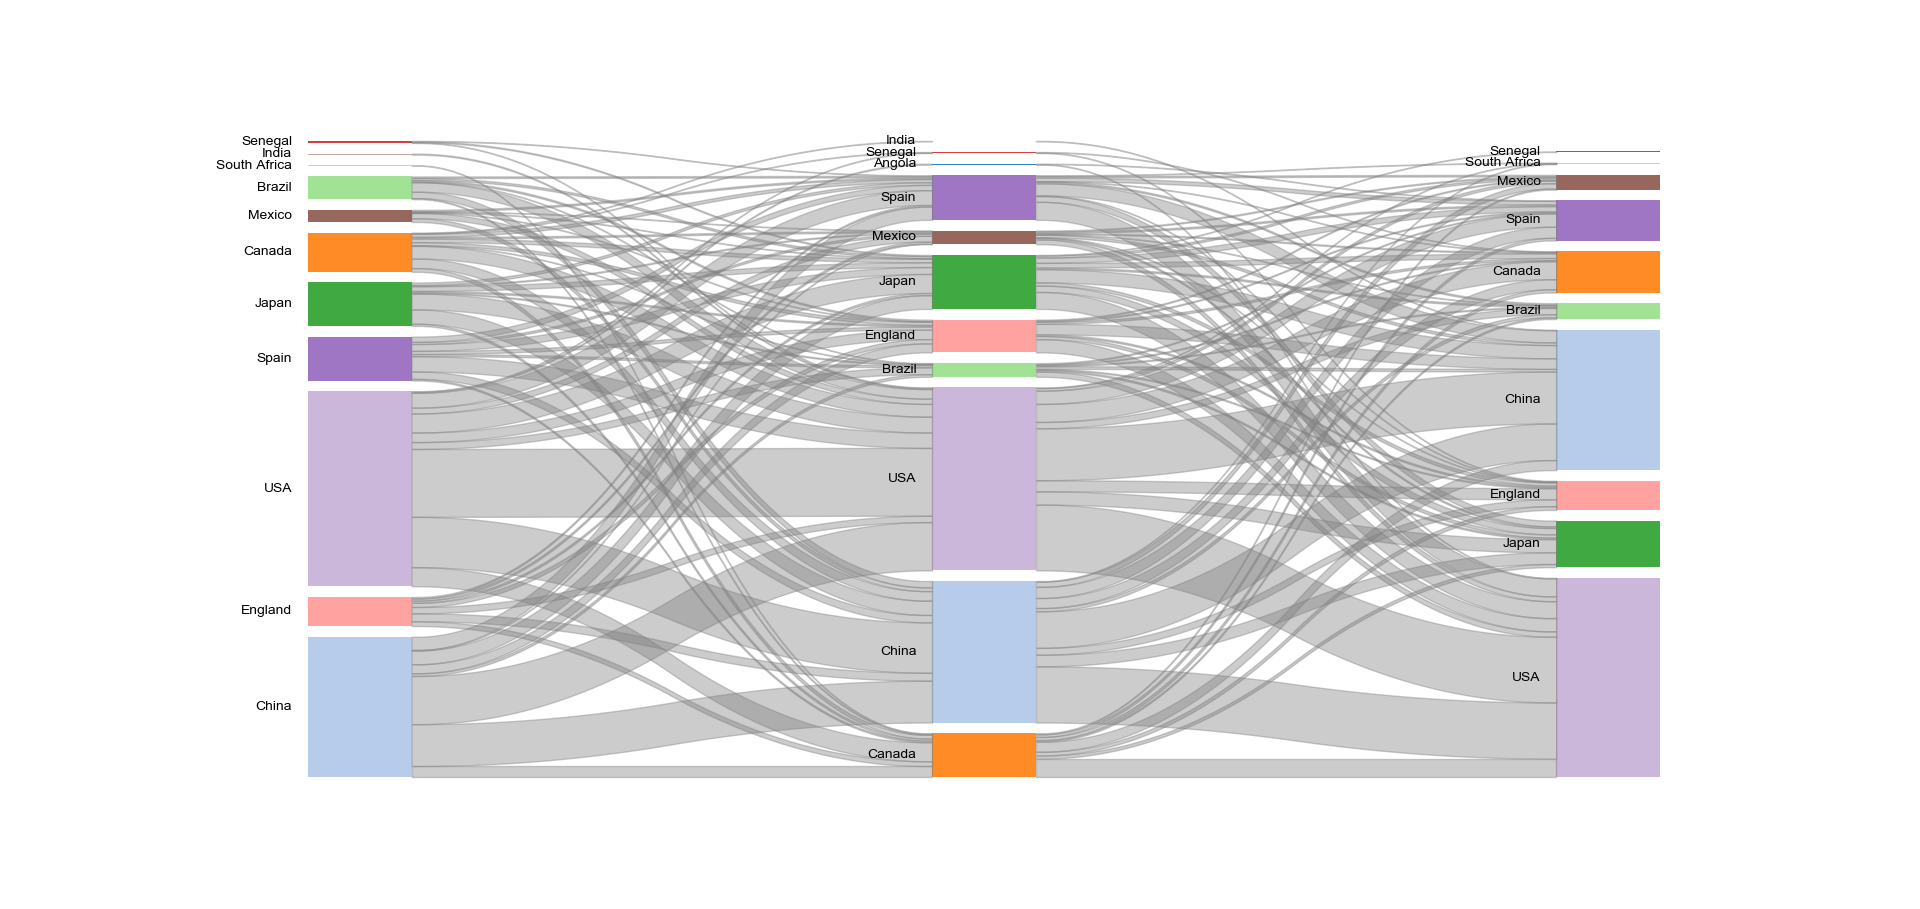 Senegal
India
South Africa
Brazil
Mexico
Canada
Japan
Spain
USA
England
China
India
Senegal
Angola
Spain
Mexico
Japan
England
Brazil
USA
China
Canada
Senegal
South Africa
Mexico
Spain
Canada
Brazil
China
England
Japan
USA